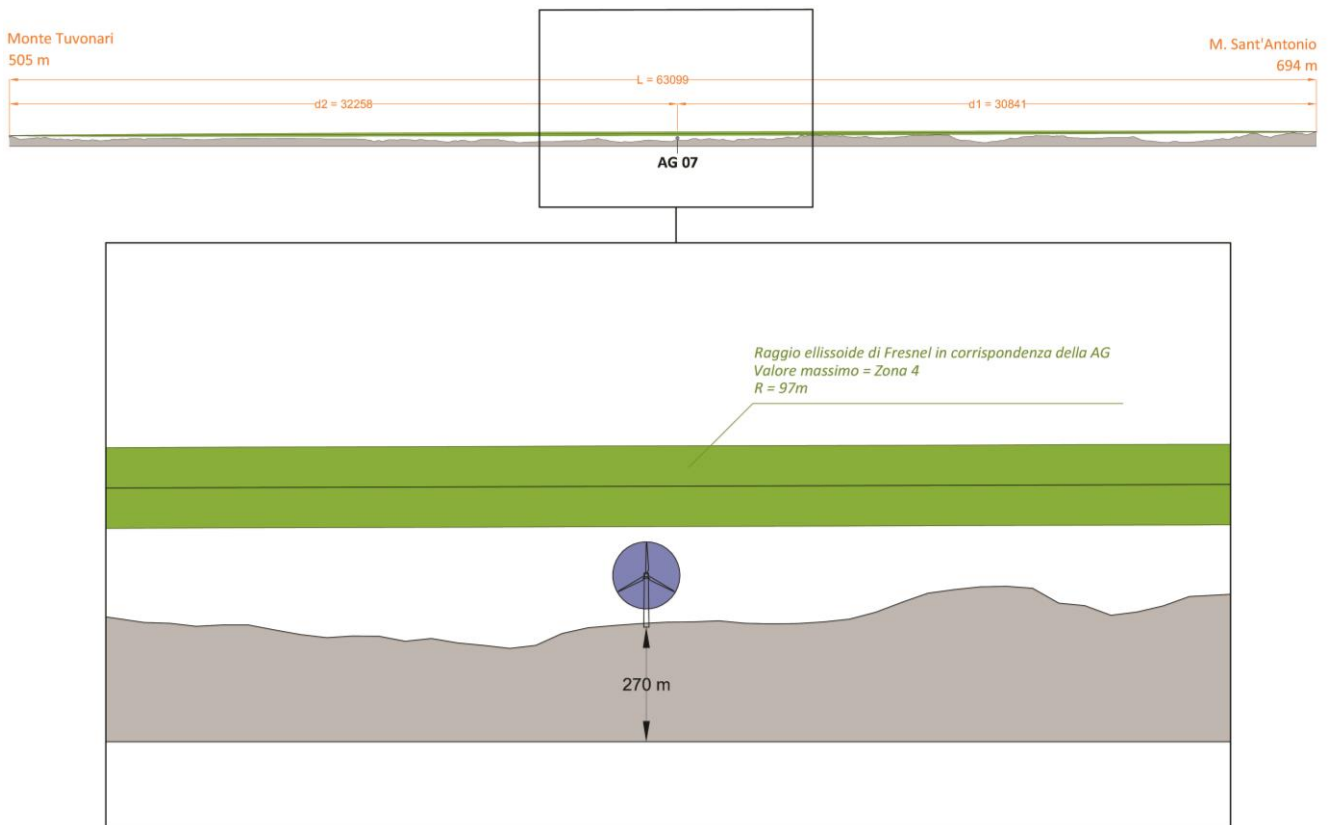 Monte Tuvonari
505 m
M. Sant'Antonio
694 m
L = 63099
d2 = 32258
d1 = 30841
AG 07
Raggio ellissoide di Fresnel in corrispondenza della AG
Valore massimo = Zona 4
R = 97m
270 m